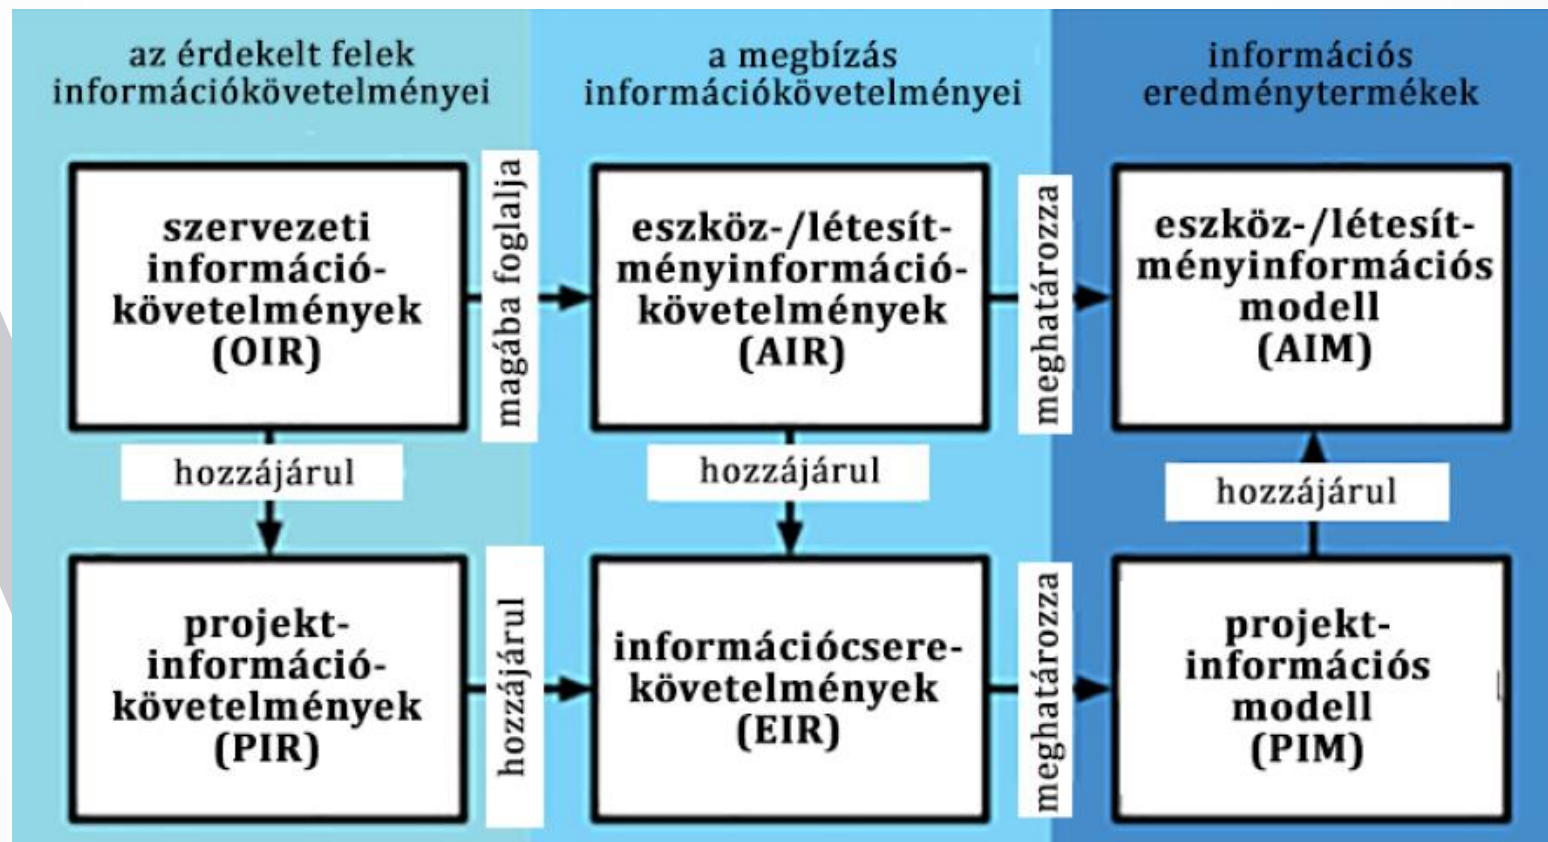 az érdekelt felek
információkövetelményei
a megbízás
információkövetelményei
információs
eredménytermékek
szervezeti
információ-
követelmények
(OIR)
magába foglalja
eszköz-/létesít-
ményinformáció-
követelmények
(AIR)
meghatározza
eszköz-/létesít-
ményinformációs
modell
(AIM)
hozzájárul
hozzájárul
hozzájárul
projekt-
információ-
követelmények
(PIR)
hozzájárul
információcsere-
követelmények
(EIR)
meghatározza
projekt-
információs
modell
(PIM)